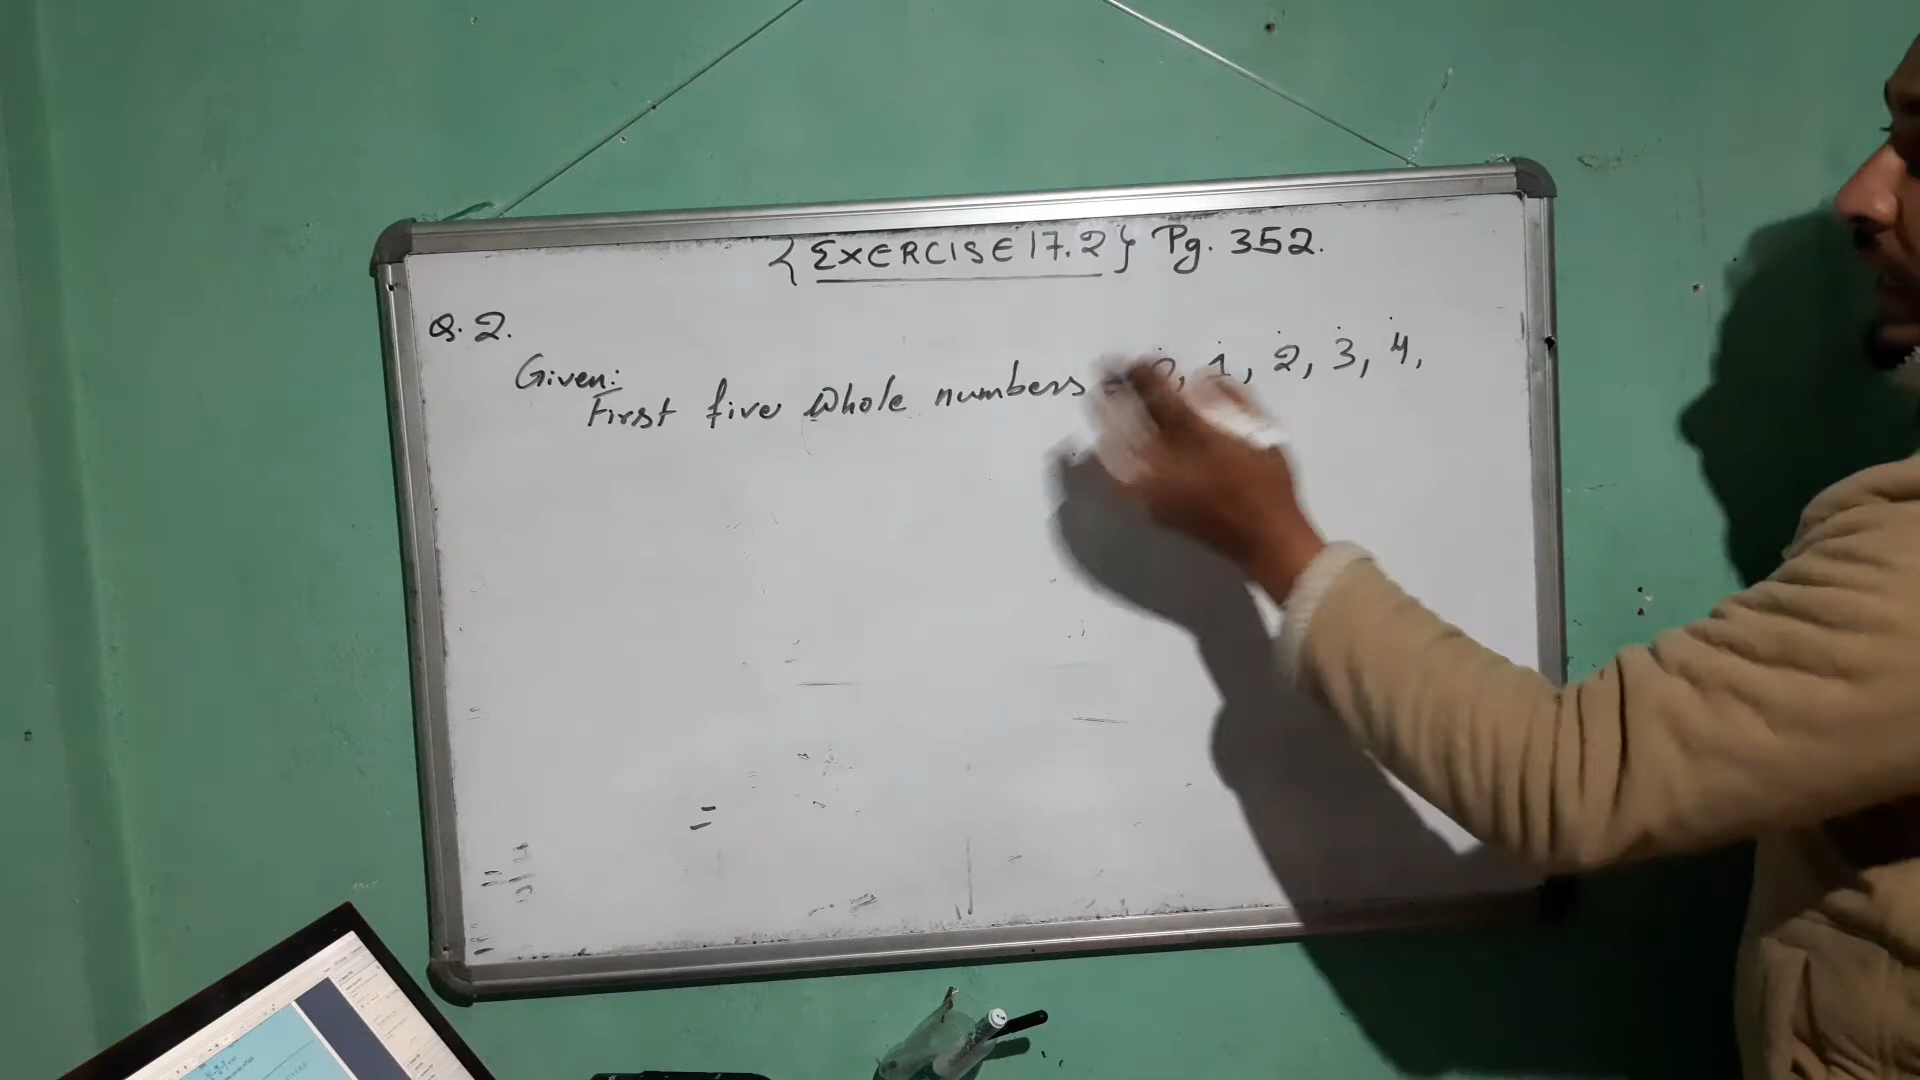 {EXERCISE 17.2} Pg. 352.
Q. 2.
Given:
First five whole numbers = 0, 1, 2, 3, 4,
=